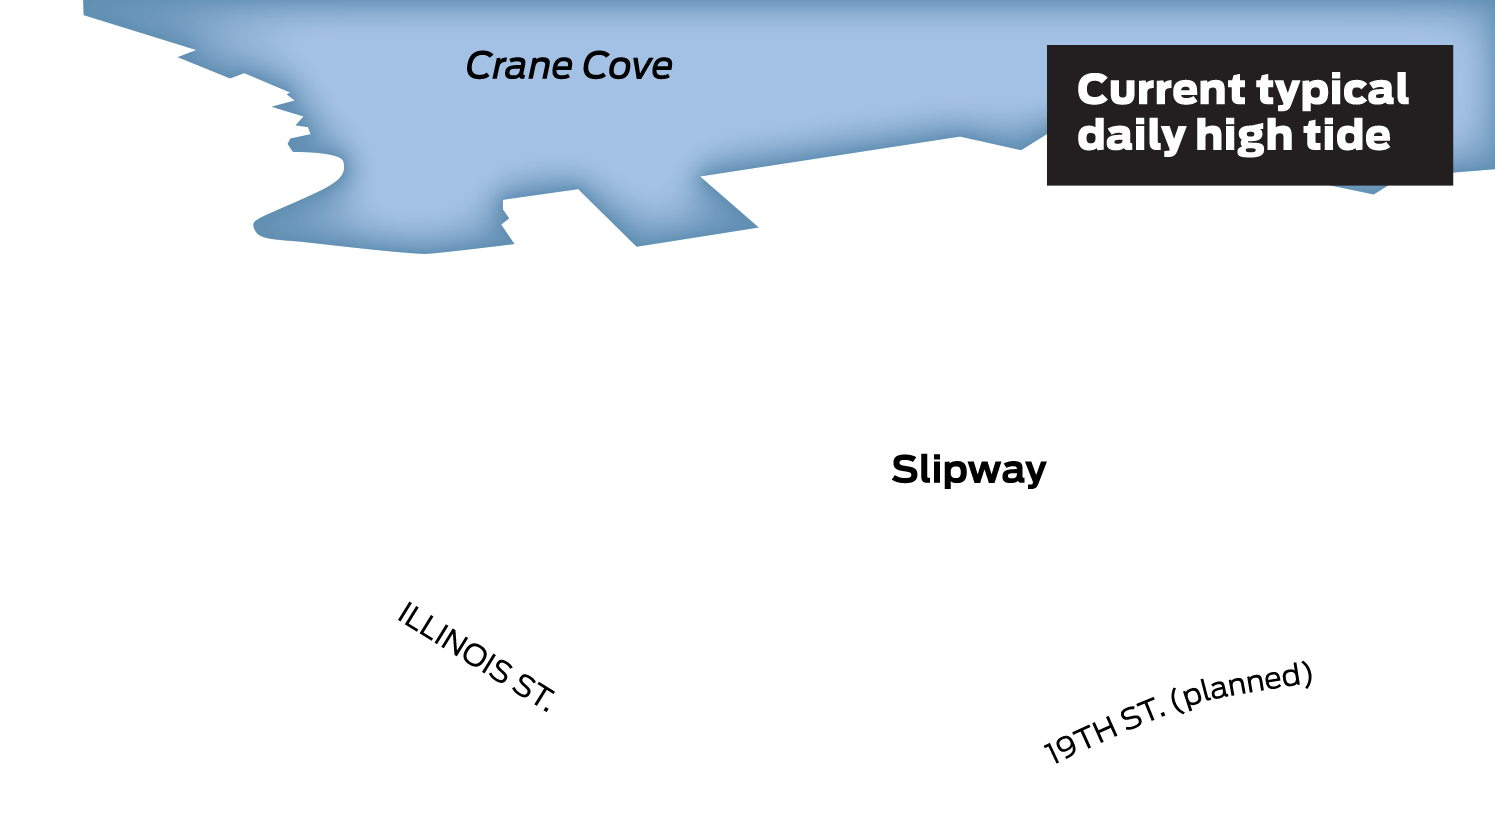 Crane Cove
Current typical
daily high tide
Slipway
ILLINOIS ST.
19TH ST. (planned)